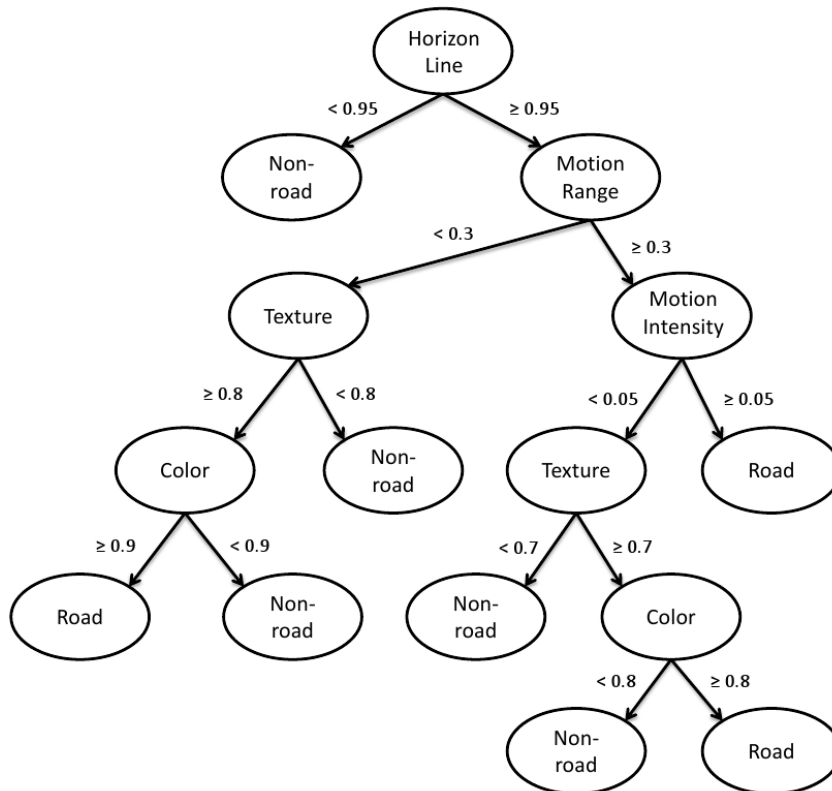 Horizon
Line
< 0.95
≥ 0.95
Non-
road
Motion
Range
< 0.3
≥ 0.3
Texture
Motion
Intensity
≥ 0.8
< 0.8
< 0.05
≥ 0.05
Color
Non-
road
Texture
Road
≥ 0.9
< 0.9
< 0.7
≥ 0.7
Road
Non-
road
Non-
road
Color
< 0.8
≥ 0.8
Non-
road
Road